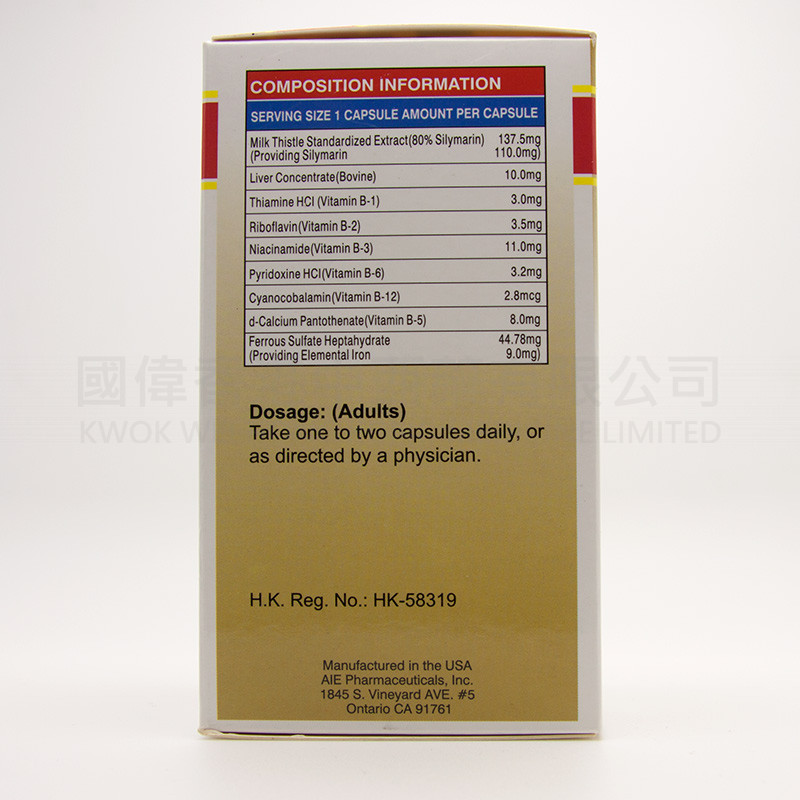 COMPOSITION INFORMATION
SERVING SIZE 1 CAPSULE AMOUNT PER CAPSULE
Milk Thistle Standardized Extract(80% Silymarin) 137.5mg
(Providing Silymarin 110.0mg)
Liver Concentrate(Bovine) 10.0mg
Thiamine HCl (Vitamin B-1) 3.0mg
Riboflavin(Vitamin B-2) 3.5mg
Niacinamide(Vitamin B-3) 11.0mg
Pyridoxine HCl(Vitamin B-6) 3.2mg
Cyanocobalamin(Vitamin B-12) 2.8mcg
d-Calcium Pantothenate(Vitamin B-5) 8.0mg
Ferrous Sulfate Heptahydrate 44.78mg
(Providing Elemental Iron 9.0mg)
國偉 公司
KWOK LIMITED
Dosage: (Adults)
Take one to two capsules daily, or
as directed by a physician.
H.K. Reg. No.: HK-58319
Manufactured in the USA
AIE Pharmaceuticals, Inc.
1845 S. Vineyard AVE. #5
Ontario CA 91761